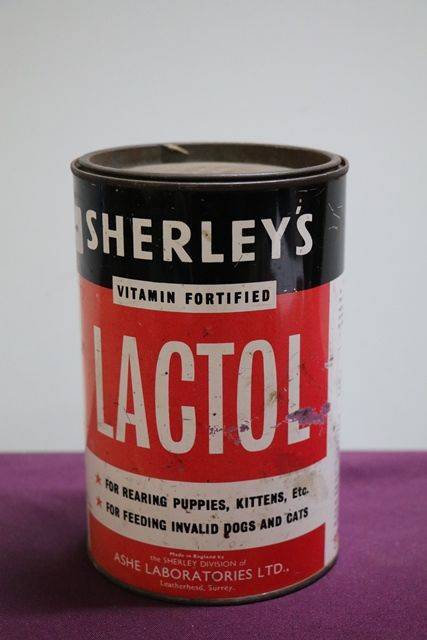 SHERLEY'S
VITAMIN FORTIFIED
LACTOL
FOR REARING PUPPIES, KITTENS, Etc.
FOR FEEDING INVALID DOGS AND CATS
Made in England by
the SHERLEY DIVISION of
ASHE LABORATORIES LTD.,
Leatherhead, Surrey.